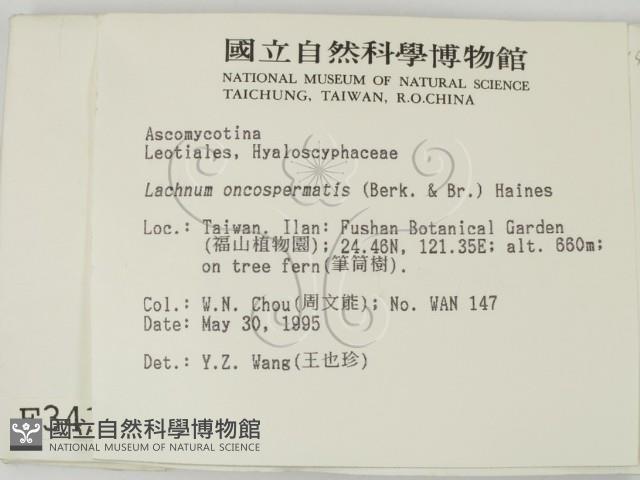 國立自然科學博物館
NATIONAL MUSEUM OF NATURAL SCIENCE
TAICHUNG, TAIWAN, R.O.CHINA
Ascomycotina
Leotiales, Hyaloscyphaceae
Lachnum oncospermatis (Berk. & Br.) Haines
Loc.: Taiwan. Ilan: Fushan Botanical Garden
(福山植物園); 24.46N, 121.35E; alt. 660m;
on tree fern(筆筒樹).
Col.: W.N. Chou(周文能); No. WAN 147
Date: May 30, 1995
Det.: Y.Z. Wang(王也珍)
國立自然科學博物館
NATIONAL MUSEUM OF NATURAL SCIENCE